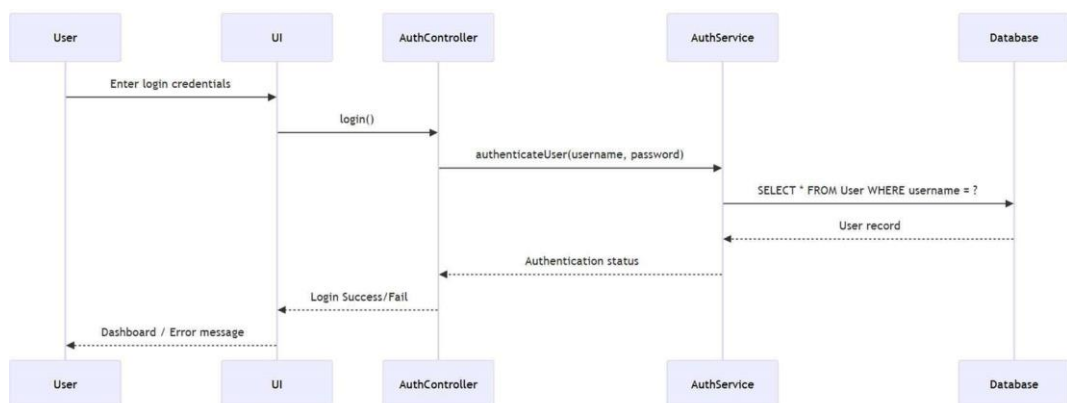 User
UI
AuthController
AuthService
Database
Enter login credentials
login()
authenticateUser(username, password)
SELECT * FROM User WHERE username = ?
User record
Authentication status
Login Success/Fail
Dashboard / Error message
User
UI
AuthController
AuthService
Database